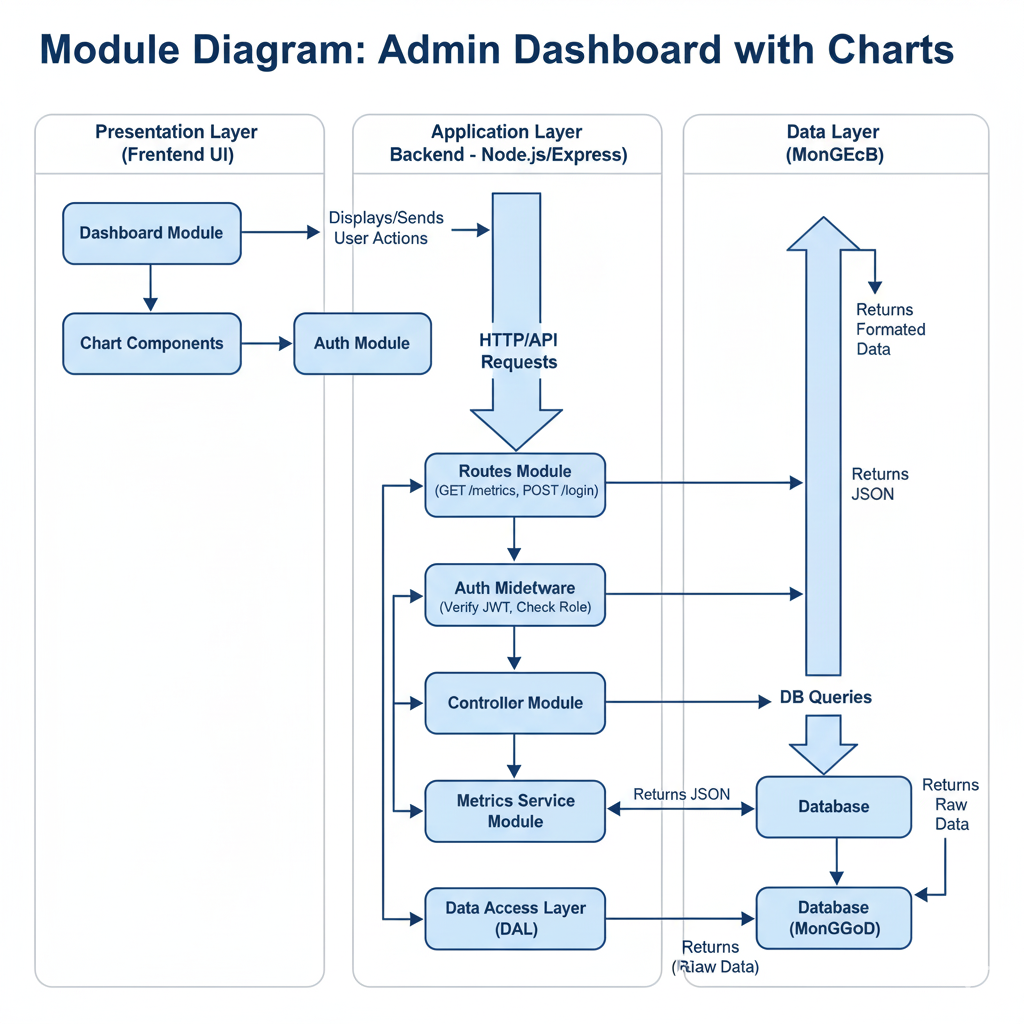 Module Diagram: Admin Dashboard with Charts
Presentation Layer
(Frentend UI)
Application Layer
Backend - Node.js/Express)
Data Layer
(MonGEcB)
Dashboard Module
Displays/Sends
User Actions
Chart Components
Auth Module
HTTP/API
Requests
Returns
Formated
Data
Routes Module
(GET /metrics, POST /login)
Returns
JSON
Auth Midetware
(Verify JWT, Check Role)
Controller Module
DB Queries
Metrics Service
Module
Returns JSON
Database
Returns
Raw
Data
Data Access Layer
(DAL)
Database
(MonGGoD)
Returns
Data)